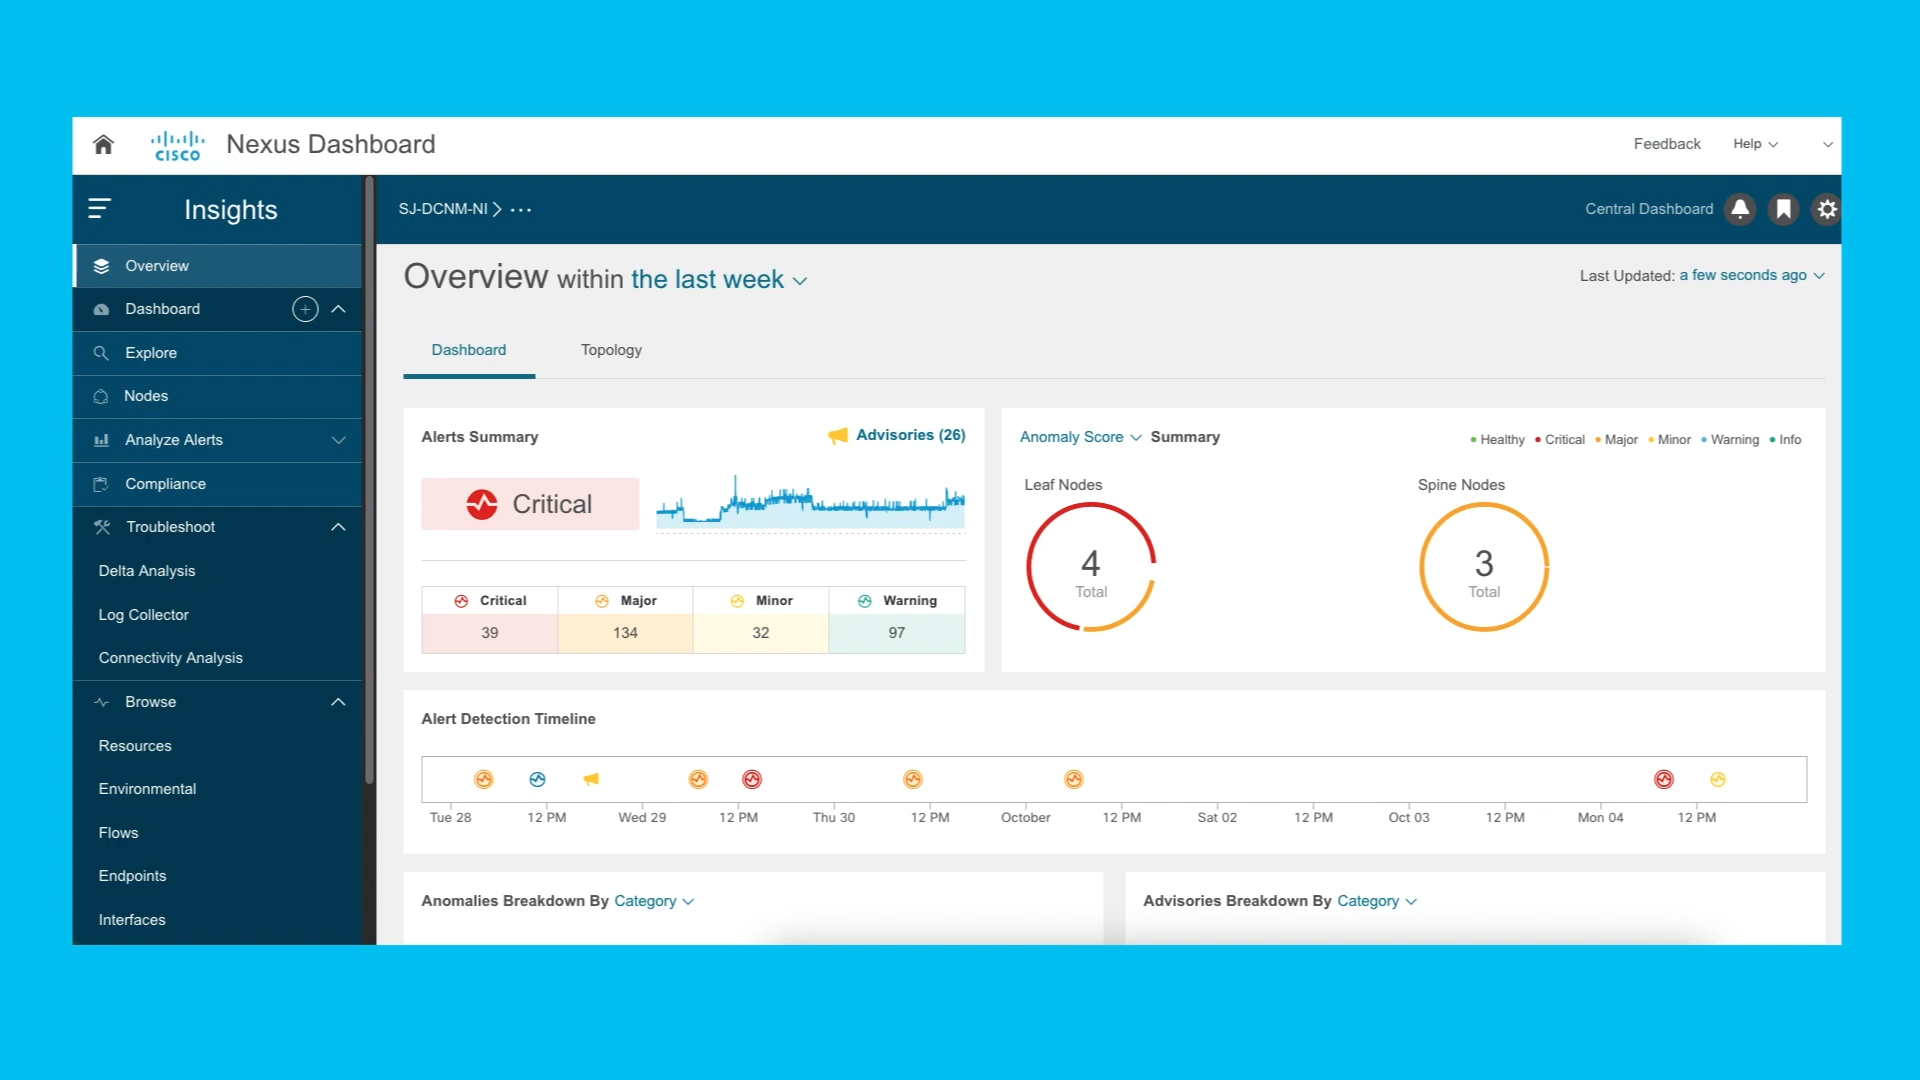 CISCO
Nexus Dashboard
Feedback
Help
Insights
SJ-DCNM-NI
Central Dashboard
Overview
Dashboard
Explore
Nodes
Analyze Alerts
Compliance
Troubleshoot
Delta Analysis
Log Collector
Connectivity Analysis
Browse
Resources
Environmental
Flows
Endpoints
Interfaces
Overview within the last week
Last Updated: a few seconds ago
Dashboard
Topology
Alerts Summary
Advisories (26)
Critical
Critical Major Minor Warning
39 134 32 97
Anomaly Score Summary
Healthy Critical Major Minor Warning Info
Leaf Nodes
4
Total
Spine Nodes
3
Total
Alert Detection Timeline
Tue 28 12 PM Wed 29 12 PM Thu 30 12 PM October 12 PM Sat 02 12 PM Oct 03 12 PM Mon 04 12 PM
Anomalies Breakdown By Category
Advisories Breakdown By Category